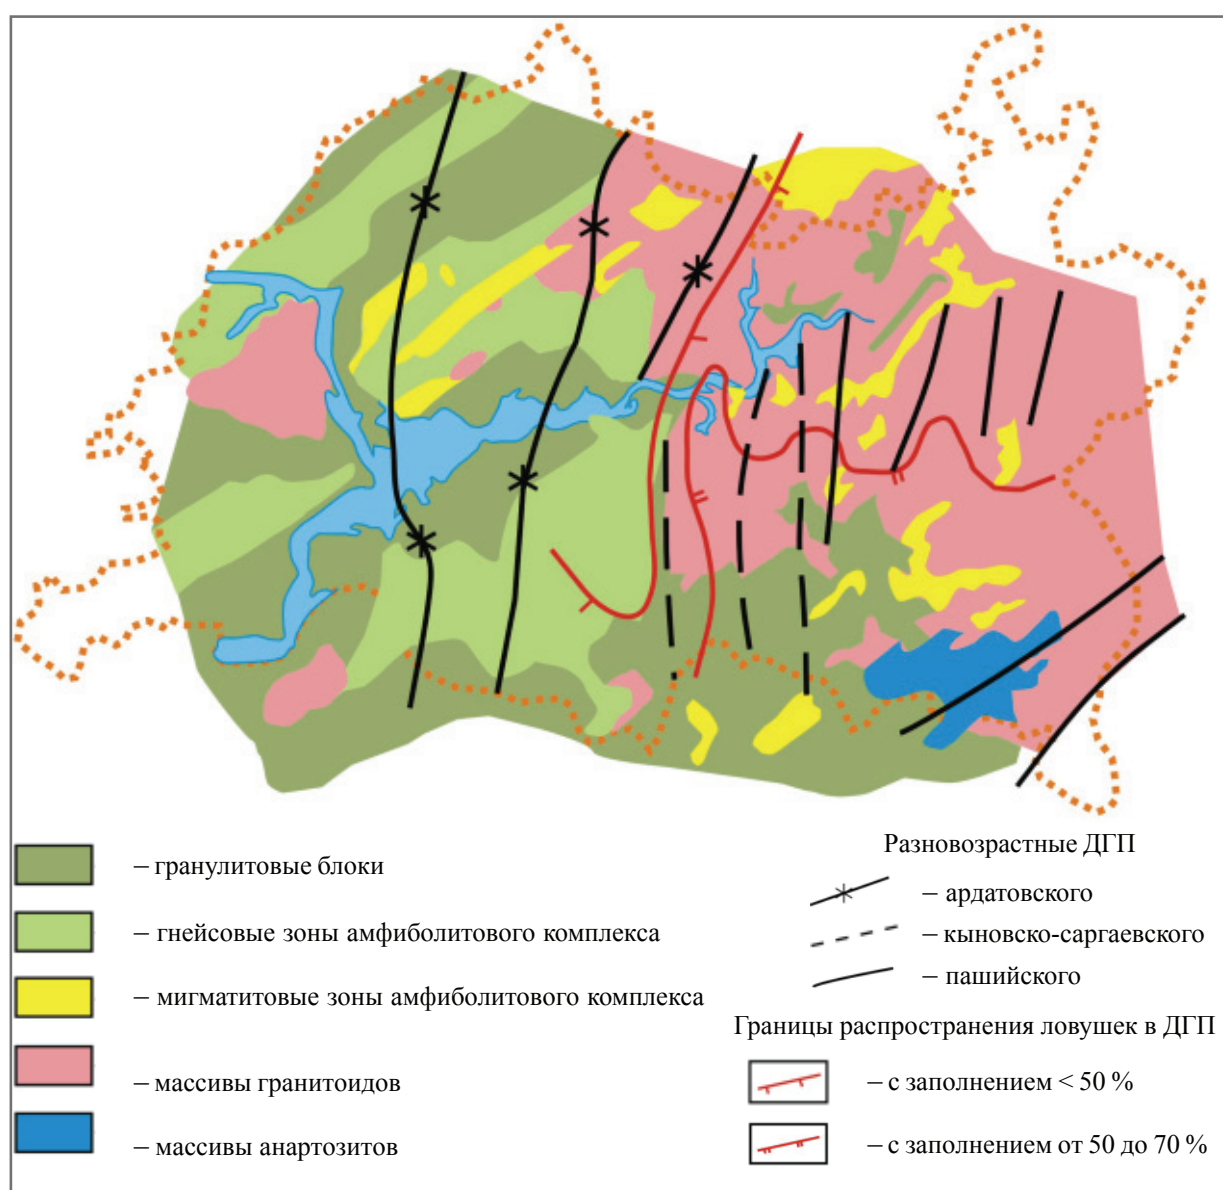 – гранулитовые блоки
– гнейсовые зоны амфиболитового комплекса
– мигматитовые зоны амфиболитового комплекса
– массивы гранитоидов
– массивы анартозитов
Разновозрастные ДГП
– ардатовского
– кыновско-саргаевского
– пашийского
Границы распространения ловушек в ДГП
– с заполнением < 50 %
– с заполнением от 50 до 70 %